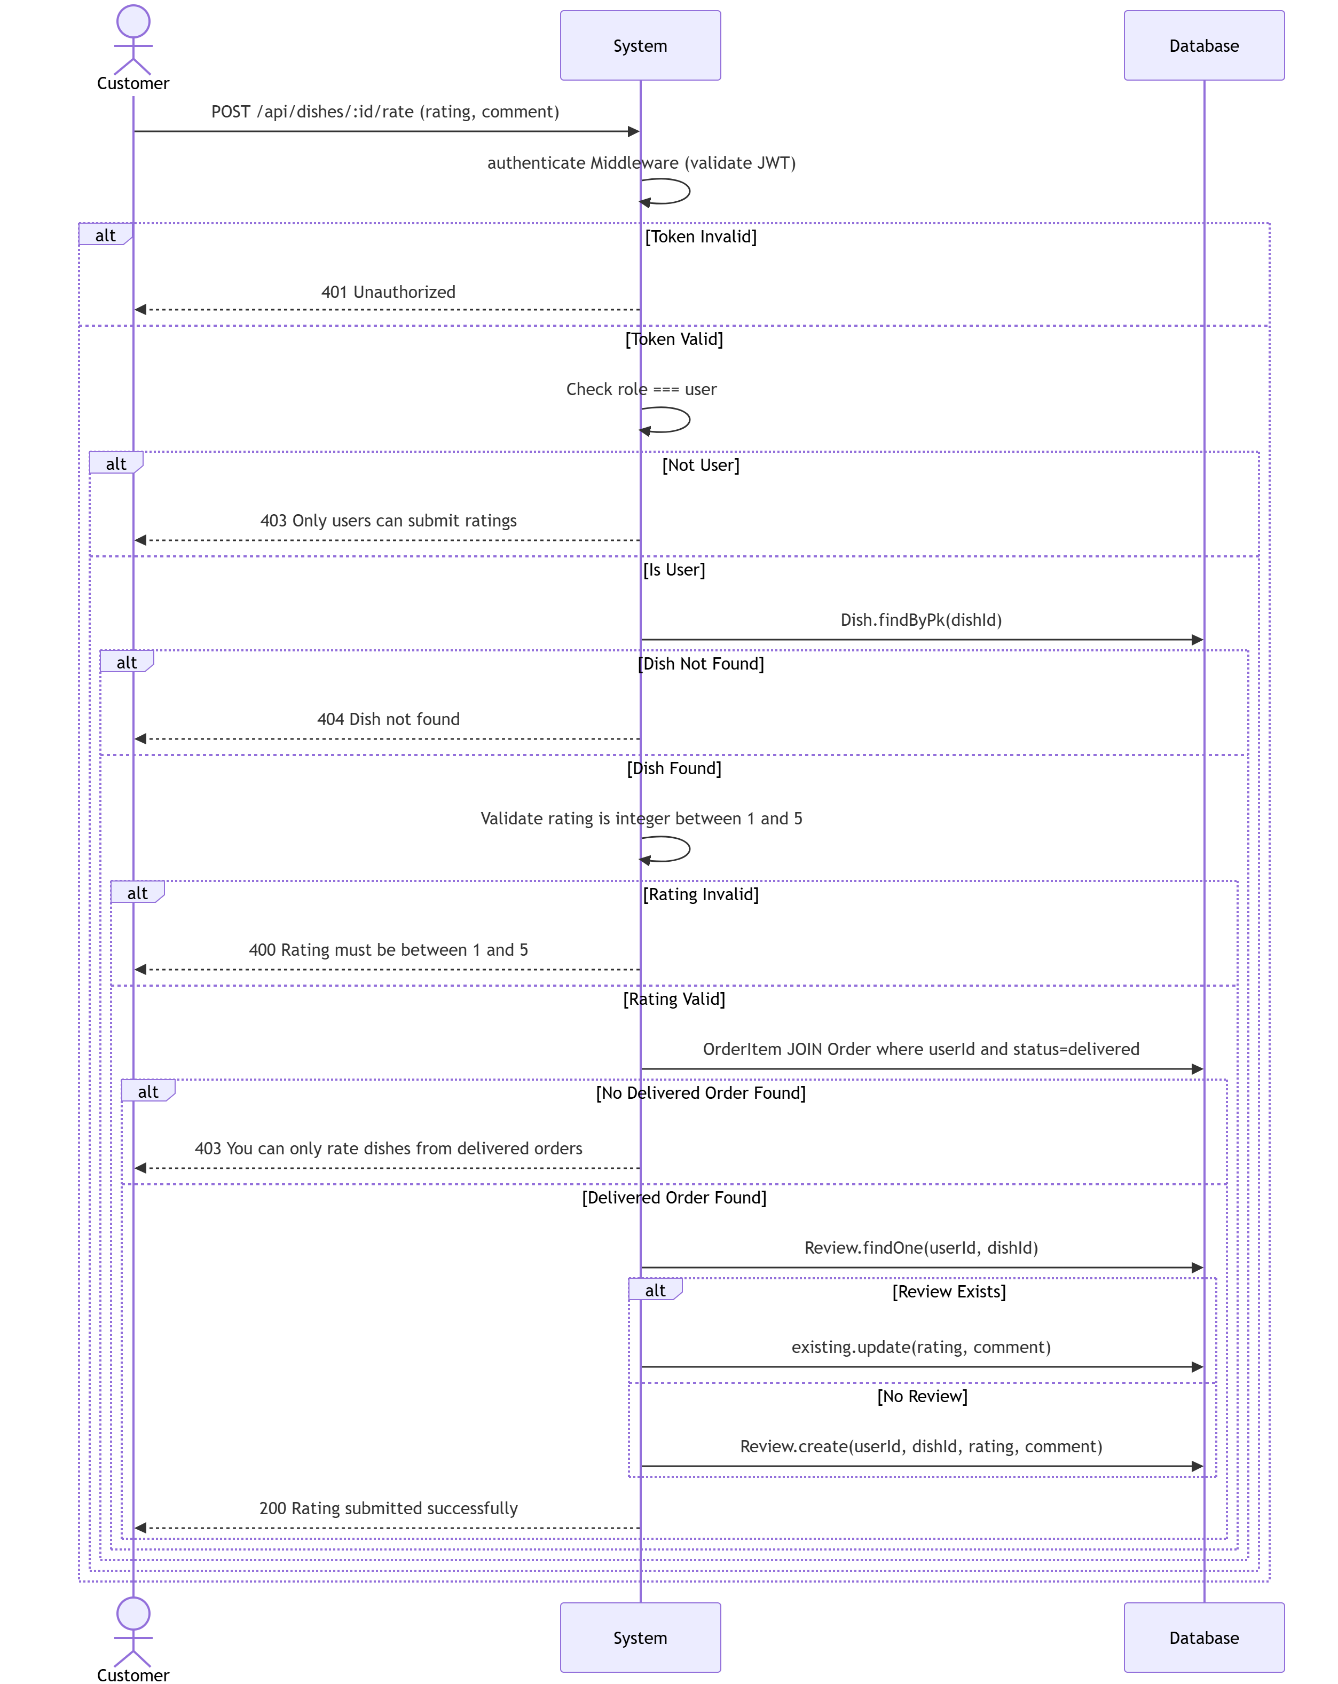 System
Database
Customer
POST /api/dishes/:id/rate (rating, comment)
authenticate Middleware (validate JWT)
alt
[Token Invalid]
401 Unauthorized
[Token Valid]
Check role === user
alt
[Not User]
403 Only users can submit ratings
[Is User]
Dish.findByPk(dishId)
alt
[Dish Not Found]
404 Dish not found
[Dish Found]
Validate rating is integer between 1 and 5
alt
[Rating Invalid]
400 Rating must be between 1 and 5
[Rating Valid]
OrderItem JOIN Order where userId and status=delivered
alt
[No Delivered Order Found]
403 You can only rate dishes from delivered orders
[Delivered Order Found]
Review.findOne(userId, dishId)
alt
[Review Exists]
existing.update(rating, comment)
[No Review]
Review.create(userId, dishId, rating, comment)
200 Rating submitted successfully
System
Database
Customer